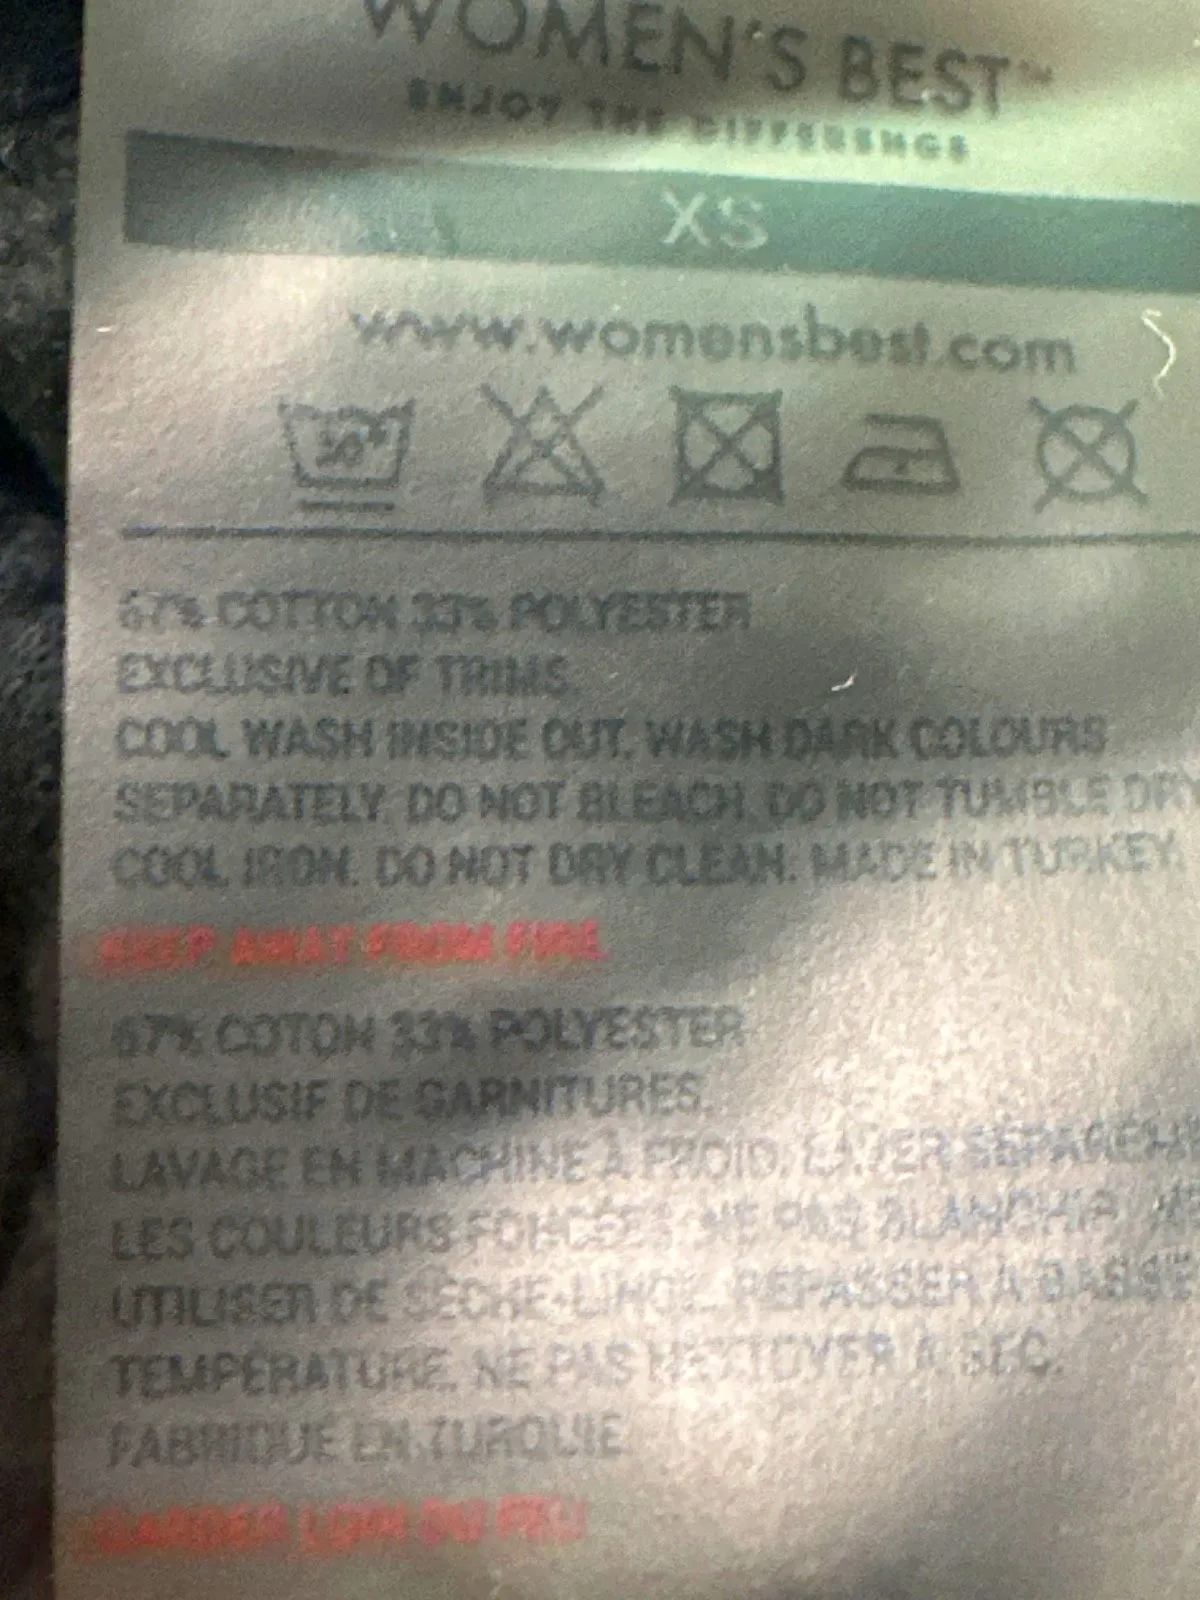 WOMEN'S BEST™
ENJOY THE DIFFERENCE
XS
www.womensbest.com
30°
67% COTTON 33% POLYESTER
EXCLUSIVE OF TRIMS.
COOL WASH INSIDE OUT. WASH DARK COLOURS
SEPARATELY. DO NOT BLEACH. DO NOT TUMBLE DRY
COOL IRON. DO NOT DRY CLEAN. MADE IN TURKEY.
KEEP AWAY FROM FIRE
67% COTON 33% POLYESTER
EXCLUSIF DE GARNITURES.
LAVAGE EN MACHINE À FROID. LAVER SÉPARÉM
LES COULEURS FONCÉES. NE PAS BLANCHIR. NE
UTILISER DE SÈCHE-LINGE. REPASSER À BASSE
TEMPÉRATURE. NE PAS NETTOYER À SEC.
FABRIQUÉ EN TURQUIE
GARDER LOIN DU FEU